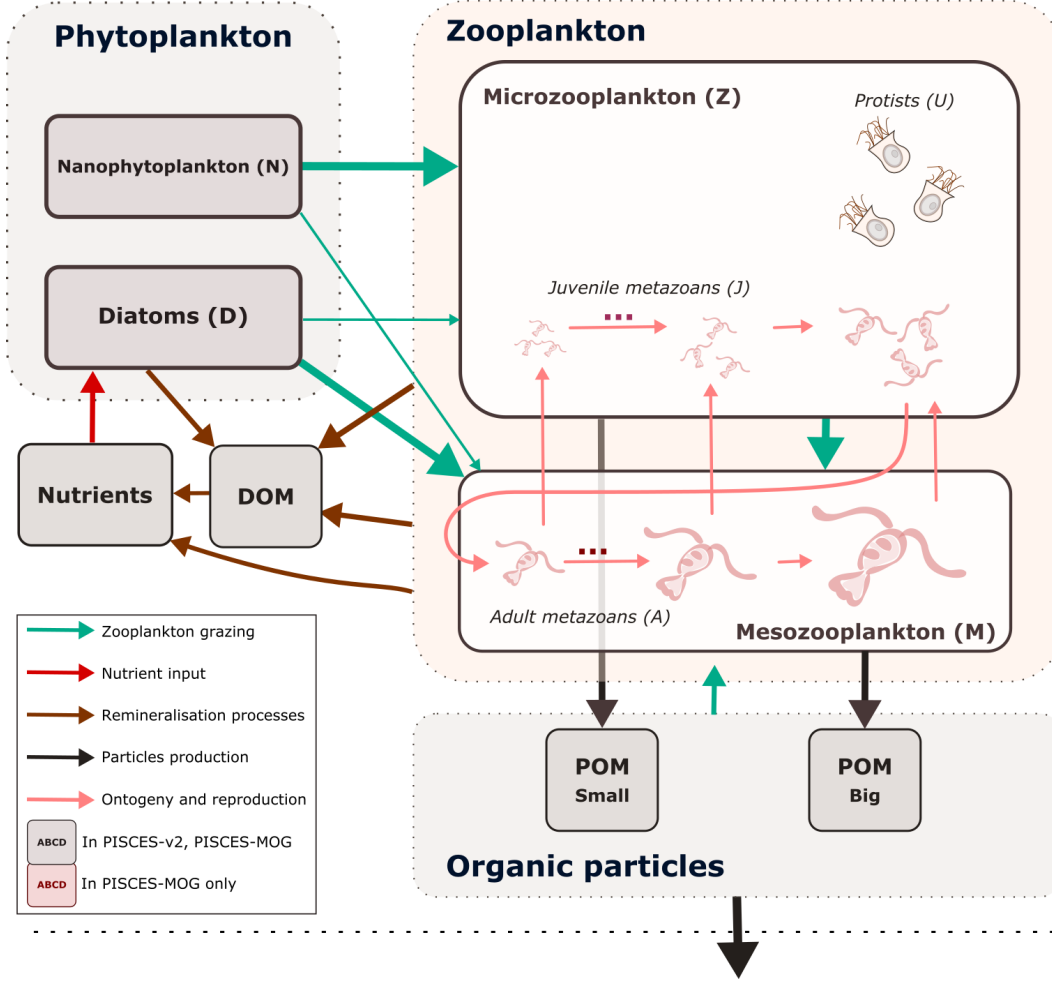 Phytoplankton
Nanophytoplankton (N)
Diatoms (D)
Nutrients
DOM
Zooplankton
Microzooplankton (Z)
Protists (U)
Juvenile metazoans (J)
Adult metazoans (A)
Mesozooplankton (M)
POM
Small
POM
Big
Organic particles
Zooplankton grazing
Nutrient input
Remineralisation processes
Particles production
Ontogeny and reproduction
ABCD In PISCES-v2, PISCES-MOG
ABCD In PISCES-MOG only